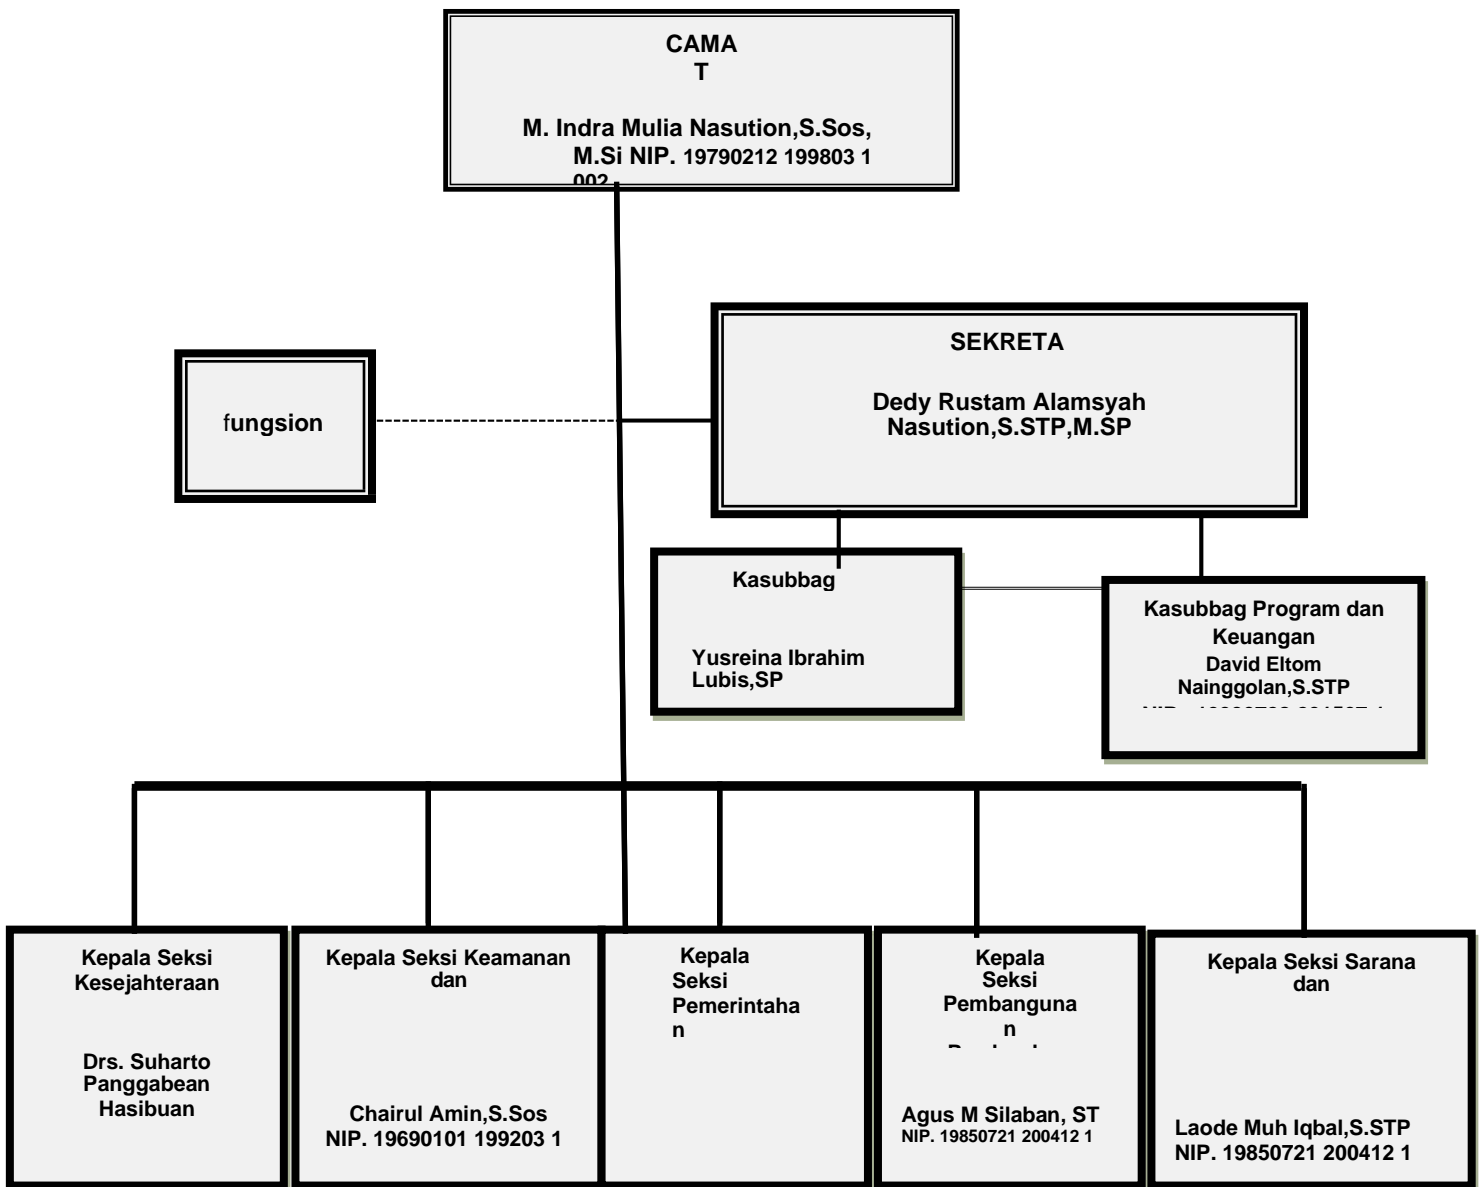 CAMA
T
M. Indra Mulia Nasution,S.Sos,
M.Si NIP. 19790212 199803 1
002
SEKRETA
Dedy Rustam Alamsyah
Nasution,S.STP,M.SP
fungsion
Kasubbag
Yusreina Ibrahim
Lubis,SP
Kasubbag Program dan
Keuangan
David Eltom
Nainggolan,S.STP
Kepala Seksi
Kesejahteraan
Drs. Suharto
Panggabean
Hasibuan
Kepala Seksi Keamanan
dan
Chairul Amin,S.Sos
NIP. 19690101 199203 1
Kepala
Seksi
Pemerintaha
n
Kepala
Seksi
Pembanguna
n
Agus M Silaban, ST
NIP. 19850721 200412 1
Kepala Seksi Sarana
dan
Laode Muh Iqbal,S.STP
NIP. 19850721 200412 1